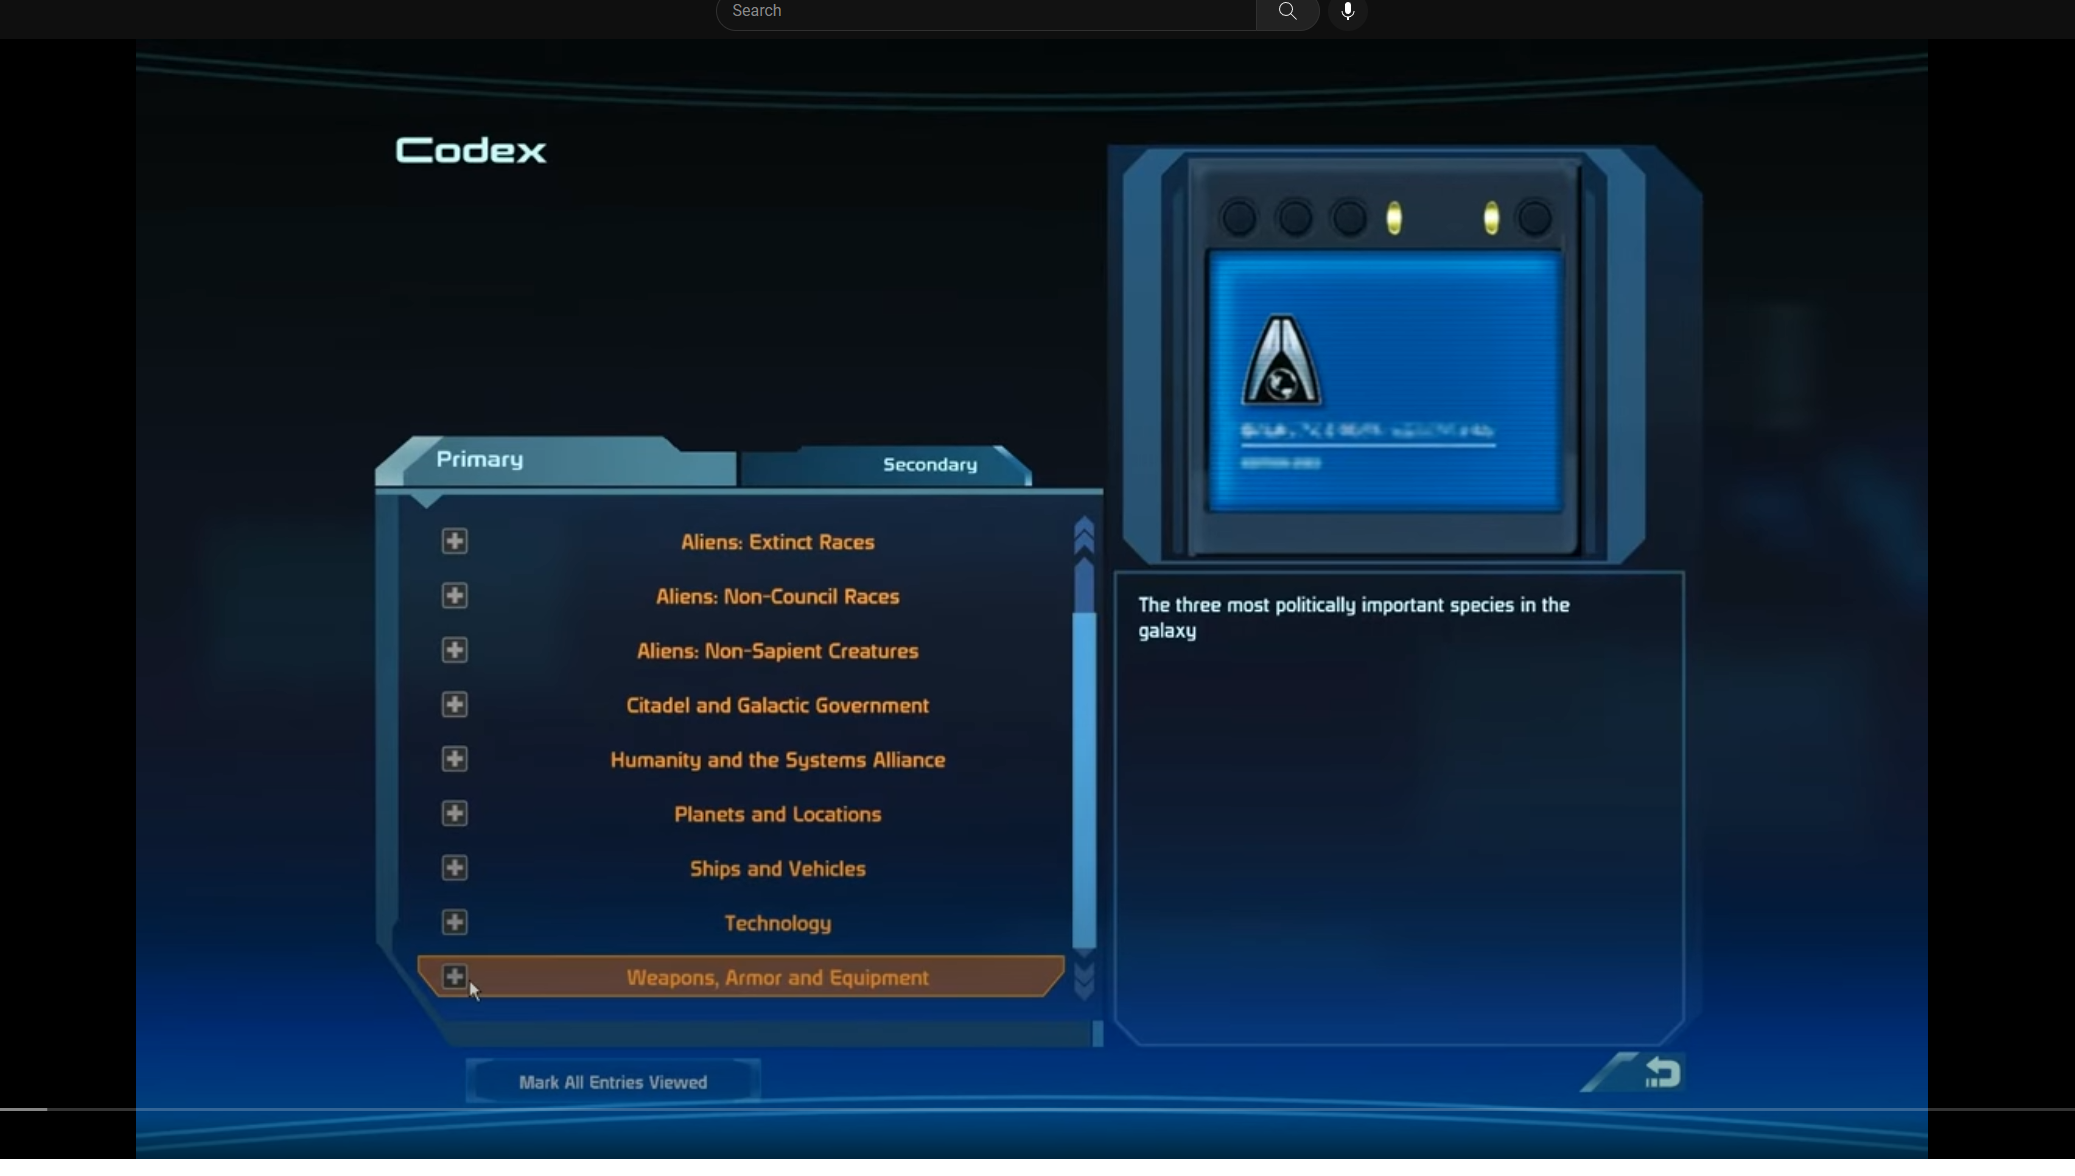 Search
Codex
Primary
Secondary
Aliens: Extinct Races
Aliens: Non-Council Races
Aliens: Non-Sapient Creatures
Citadel and Galactic Government
Humanity and the Systems Alliance
Planets and Locations
Ships and Vehicles
Technology
Weapons, Armor and Equipment
The three most politically important species in the
galaxy
Mark All Entries Viewed